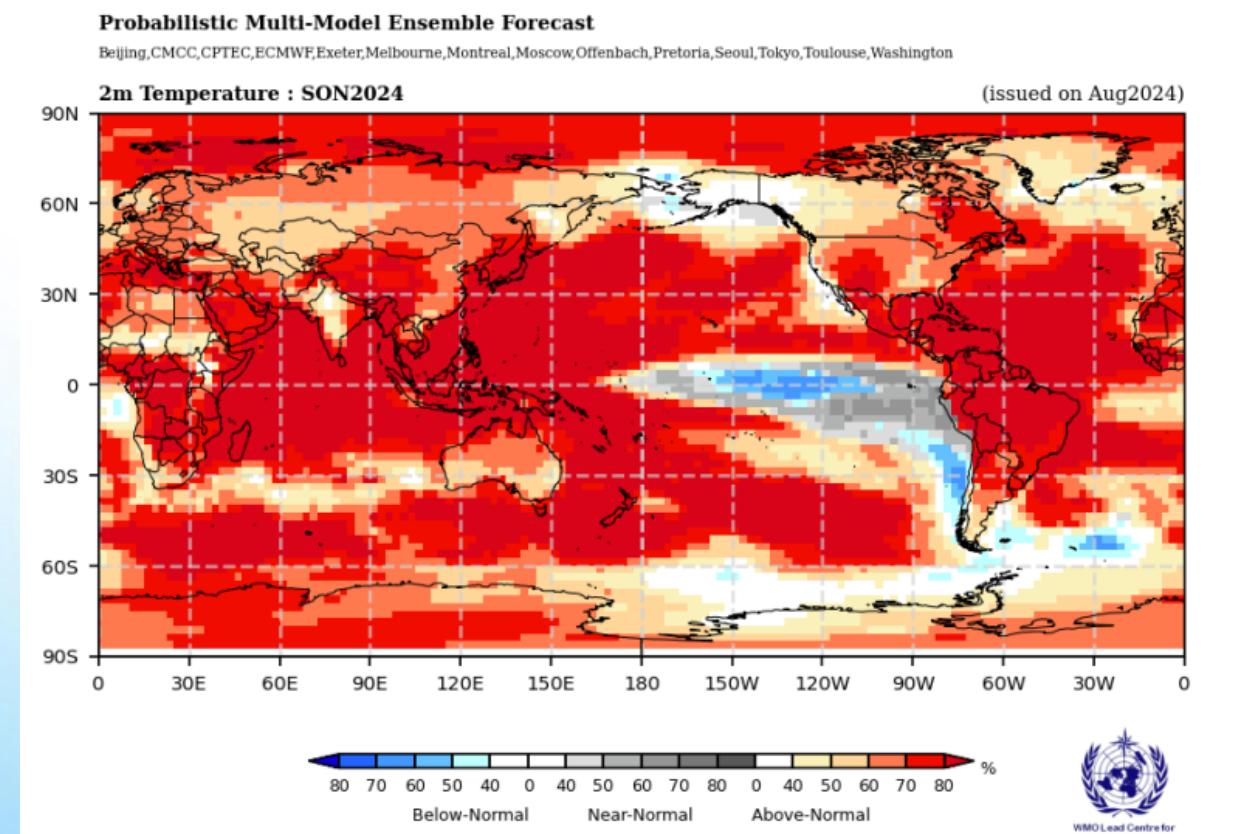 Probabilistic Multi-Model Ensemble Forecast
Beijing,CMCC,CPTEC,ECMWF,Exeter,Melbourne,Montreal,Moscow,Offenbach,Pretoria,Seoul,Tokyo,Toulouse,Washington
2m Temperature : SON2024 (issued on Aug2024)
90N
60N
30N
0
30S
60S
90S
0 30E 60E 90E 120E 150E 180 150W 120W 90W 60W 30W 0
%
80 70 60 50 40 0 40 50 60 70 80 0 40 50 60 70 80
Below-Normal Near-Normal Above-Normal
WMO Lead Centre for